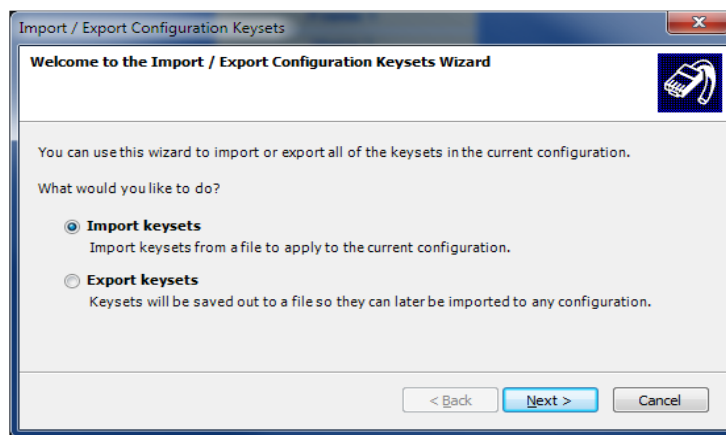 Import / Export Configuration Keysets
Welcome to the Import / Export Configuration Keysets Wizard
You can use this wizard to import or export all of the keysets in the current configuration.
What would you like to do?
Import keysets
Import keysets from a file to apply to the current configuration.
Export keysets
Keysets will be saved out to a file so they can later be imported to any configuration.
< Back Next > Cancel